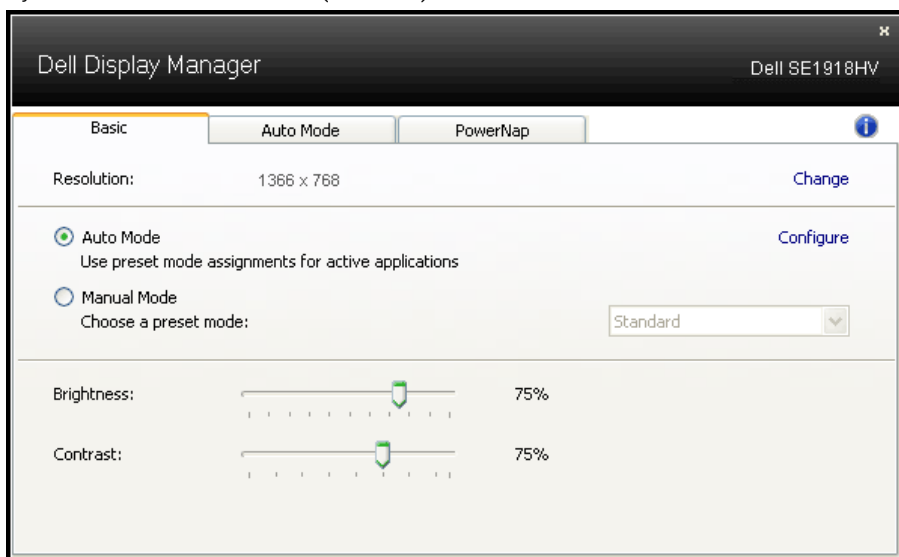 Dell Display Manager
Dell SE1918HV
Basic Auto Mode PowerNap
Resolution: 1366 x 768 Change
Auto Mode Configure
Use preset mode assignments for active applications
Manual Mode
Choose a preset mode: Standard
Brightness: 75%
Contrast: 75%